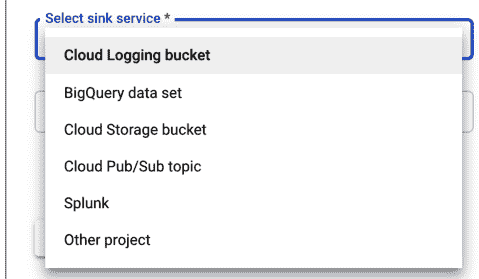 Select sink service *
Cloud Logging bucket
BigQuery data set
Cloud Storage bucket
Cloud Pub/Sub topic
Splunk
Other project